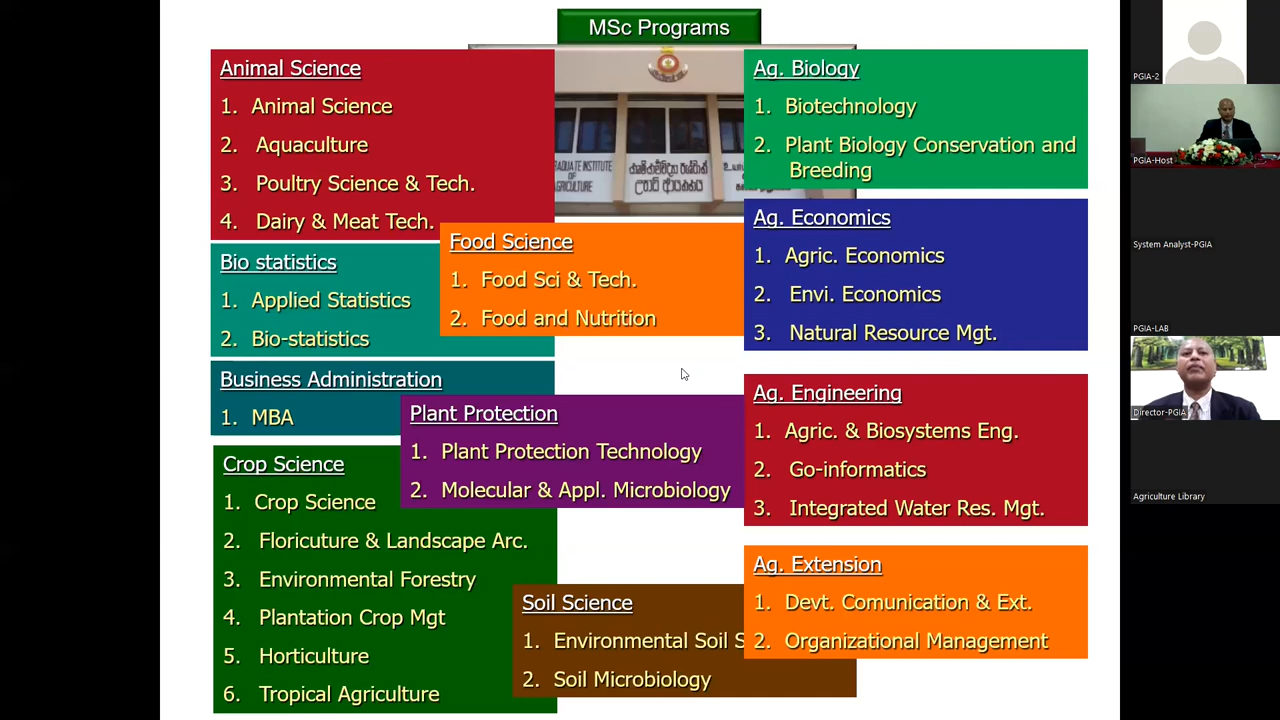 MSc Programs
Animal Science
1. Animal Science
2. Aquaculture
3. Poultry Science & Tech.
4. Dairy & Meat Tech.
Bio statistics
1. Applied Statistics
2. Bio-statistics
Business Administration
1. MBA
Crop Science
1. Crop Science
2. Floricuture & Landscape Arc.
3. Environmental Forestry
4. Plantation Crop Mgt
5. Horticulture
6. Tropical Agriculture
Food Science
1. Food Sci & Tech.
2. Food and Nutrition
Plant Protection
1. Plant Protection Technology
2. Molecular & Appl. Microbiology
Soil Science
1. Environmental Soil S
2. Soil Microbiology
GRADUATE INSTITUTE
OF
AGRICULTURE
Ag. Biology
1. Biotechnology
2. Plant Biology Conservation and
Breeding
Ag. Economics
1. Agric. Economics
2. Envi. Economics
3. Natural Resource Mgt.
Ag. Engineering
1. Agric. & Biosystems Eng.
2. Go-informatics
3. Integrated Water Res. Mgt.
Ag. Extension
1. Devt. Comunication & Ext.
2. Organizational Management
PGIA-2
PGIA-Host
System Analyst-PGIA
PGIA-LAB
Director-PGIA
Agriculture Library